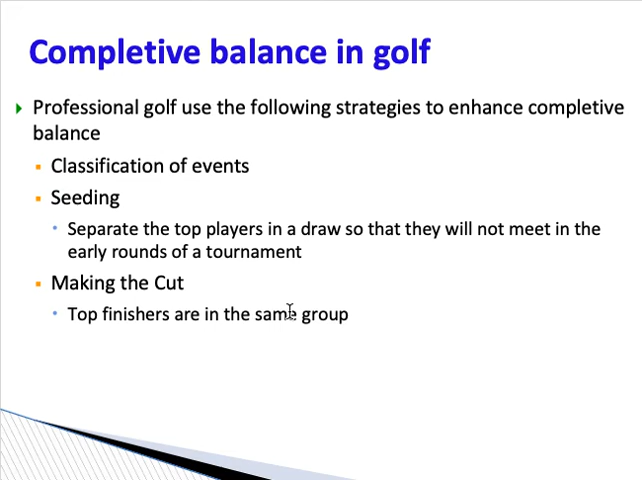 Completive balance in golf
Professional golf use the following strategies to enhance completive
balance
Classification of events
Seeding
Separate the top players in a draw so that they will not meet in the
early rounds of a tournament
Making the Cut
Top finishers are in the same group